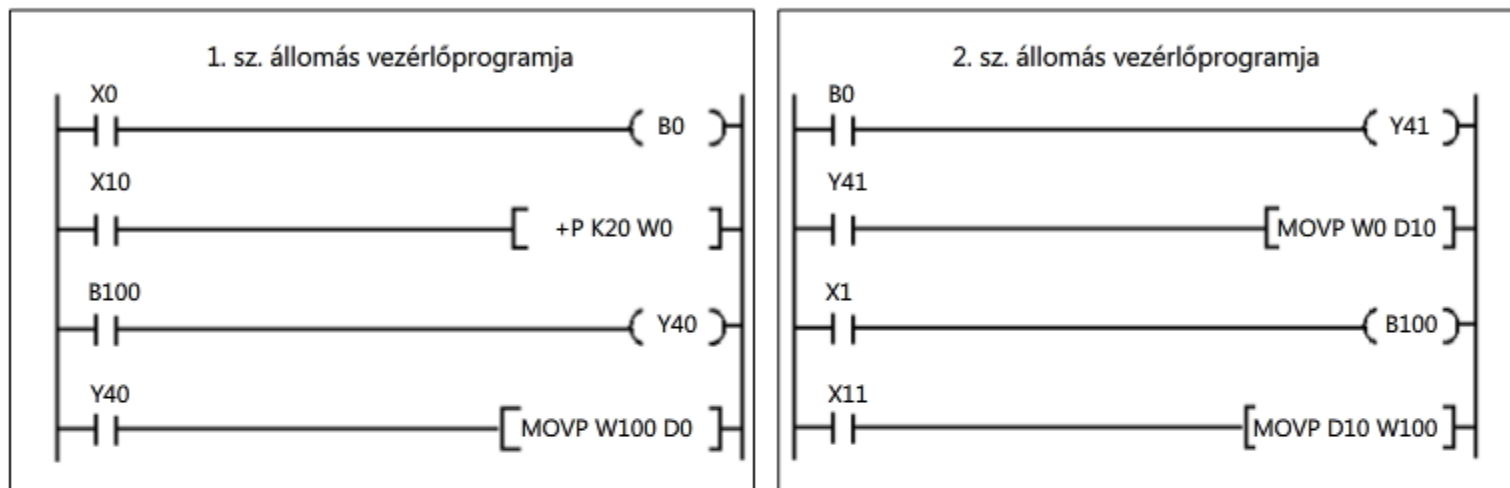 1. sz. állomás vezérlőprogramja
X0
B0
X10
+P K20 W0
B100
Y40
Y40
MOVP W100 D0
2. sz. állomás vezérlőprogramja
B0
Y41
Y41
MOVP W0 D10
X1
B100
X11
MOVP D10 W100